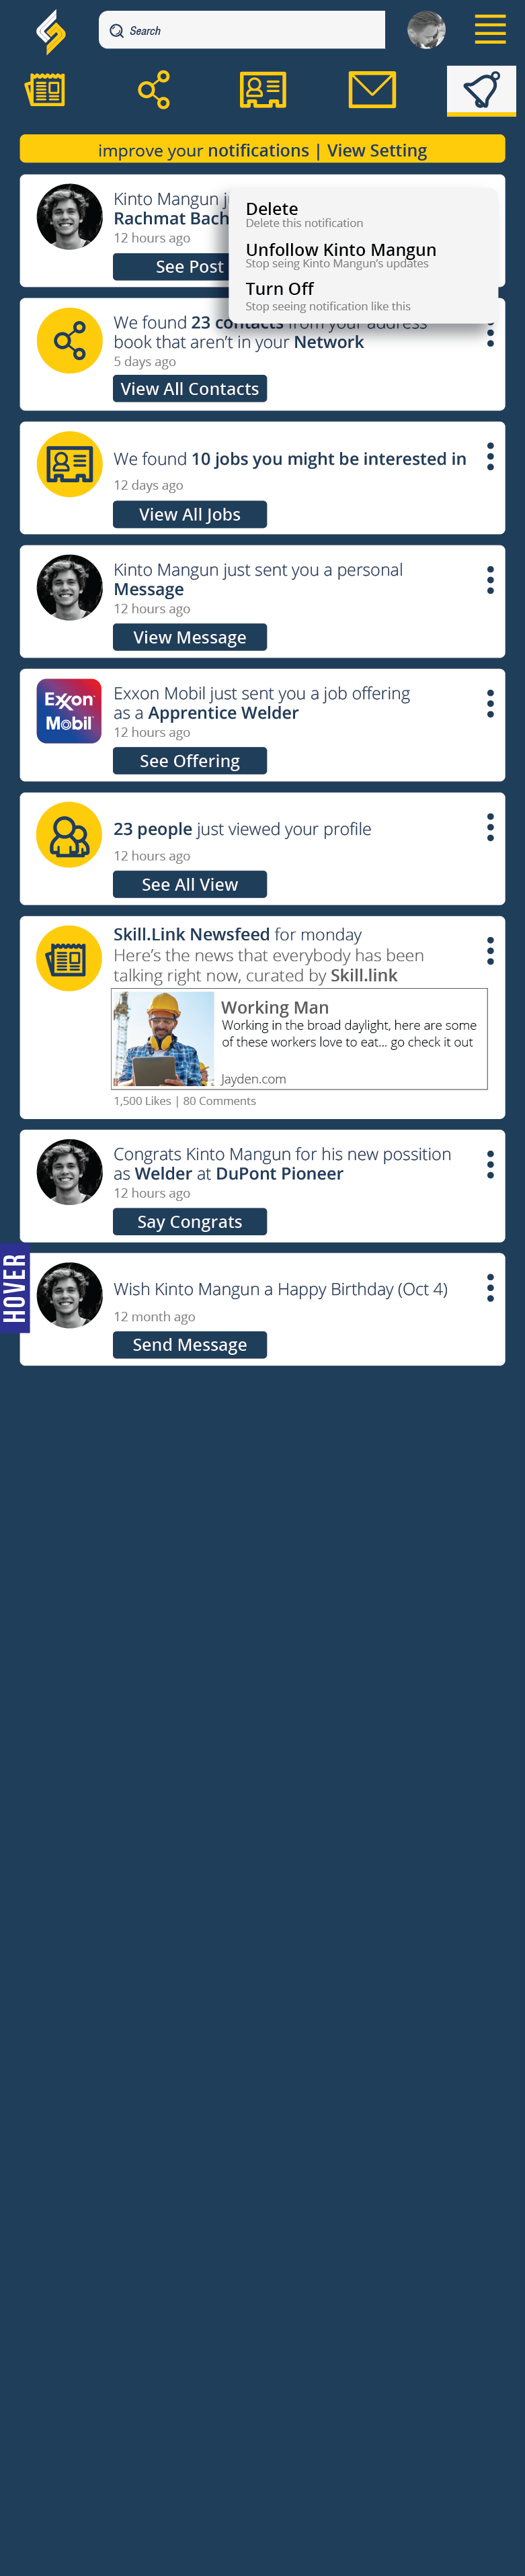 Search
improve your notifications | View Setting
Kinto Mangun
Rachmat Bach
12 hours ago
See Post
Delete
Delete this notification
Unfollow Kinto Mangun
Stop seing Kinto Mangun's updates
Turn Off
Stop seeing notification like this
We found 23 contacts from your address
book that aren't in your Network
5 days ago
View All Contacts
We found 10 jobs you might be interested in
12 days ago
View All Jobs
Kinto Mangun just sent you a personal
Message
12 hours ago
View Message
Exxon
Mobil
Exxon Mobil just sent you a job offering
as a Apprentice Welder
12 hours ago
See Offering
23 people just viewed your profile
12 hours ago
See All View
Skill.Link Newsfeed for monday
Here's the news that everybody has been
talking right now, curated by Skill.link
Working Man
Working in the broad daylight, here are some
of these workers love to eat... go check it out
Jayden.com
1,500 Likes | 80 Comments
Congrats Kinto Mangun for his new possition
as Welder at DuPont Pioneer
12 hours ago
Say Congrats
HOVER
Wish Kinto Mangun a Happy Birthday (Oct 4)
12 month ago
Send Message